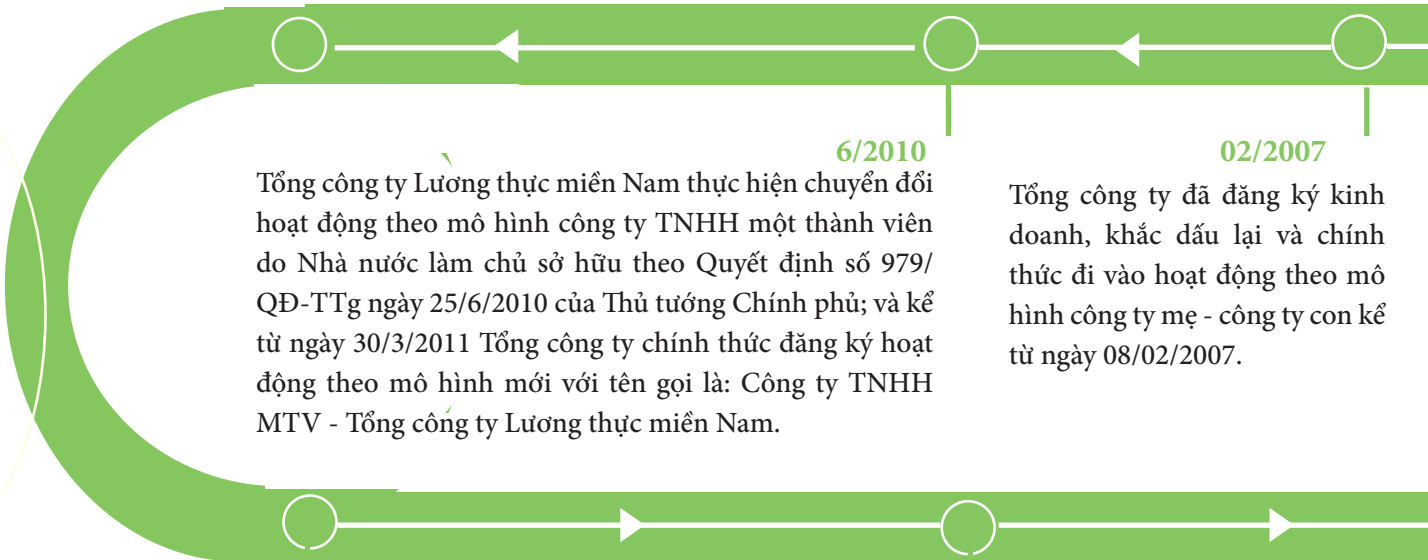 6/2010
Tổng công ty Lương thực miền Nam thực hiện chuyển đổi
hoạt động theo mô hình công ty TNHH một thành viên
do Nhà nước làm chủ sở hữu theo Quyết định số 979/
QĐ-TTg ngày 25/6/2010 của Thủ tướng Chính phủ; và kể
từ ngày 30/3/2011 Tổng công ty chính thức đăng ký hoạt
động theo mô hình mới với tên gọi là: Công ty TNHH
MTV - Tổng công ty Lương thực miền Nam.
02/2007
Tổng công ty đã đăng ký kinh
doanh, khắc dấu lại và chính
thức đi vào hoạt động theo mô
hình công ty mẹ - công ty con kể
từ ngày 08/02/2007.